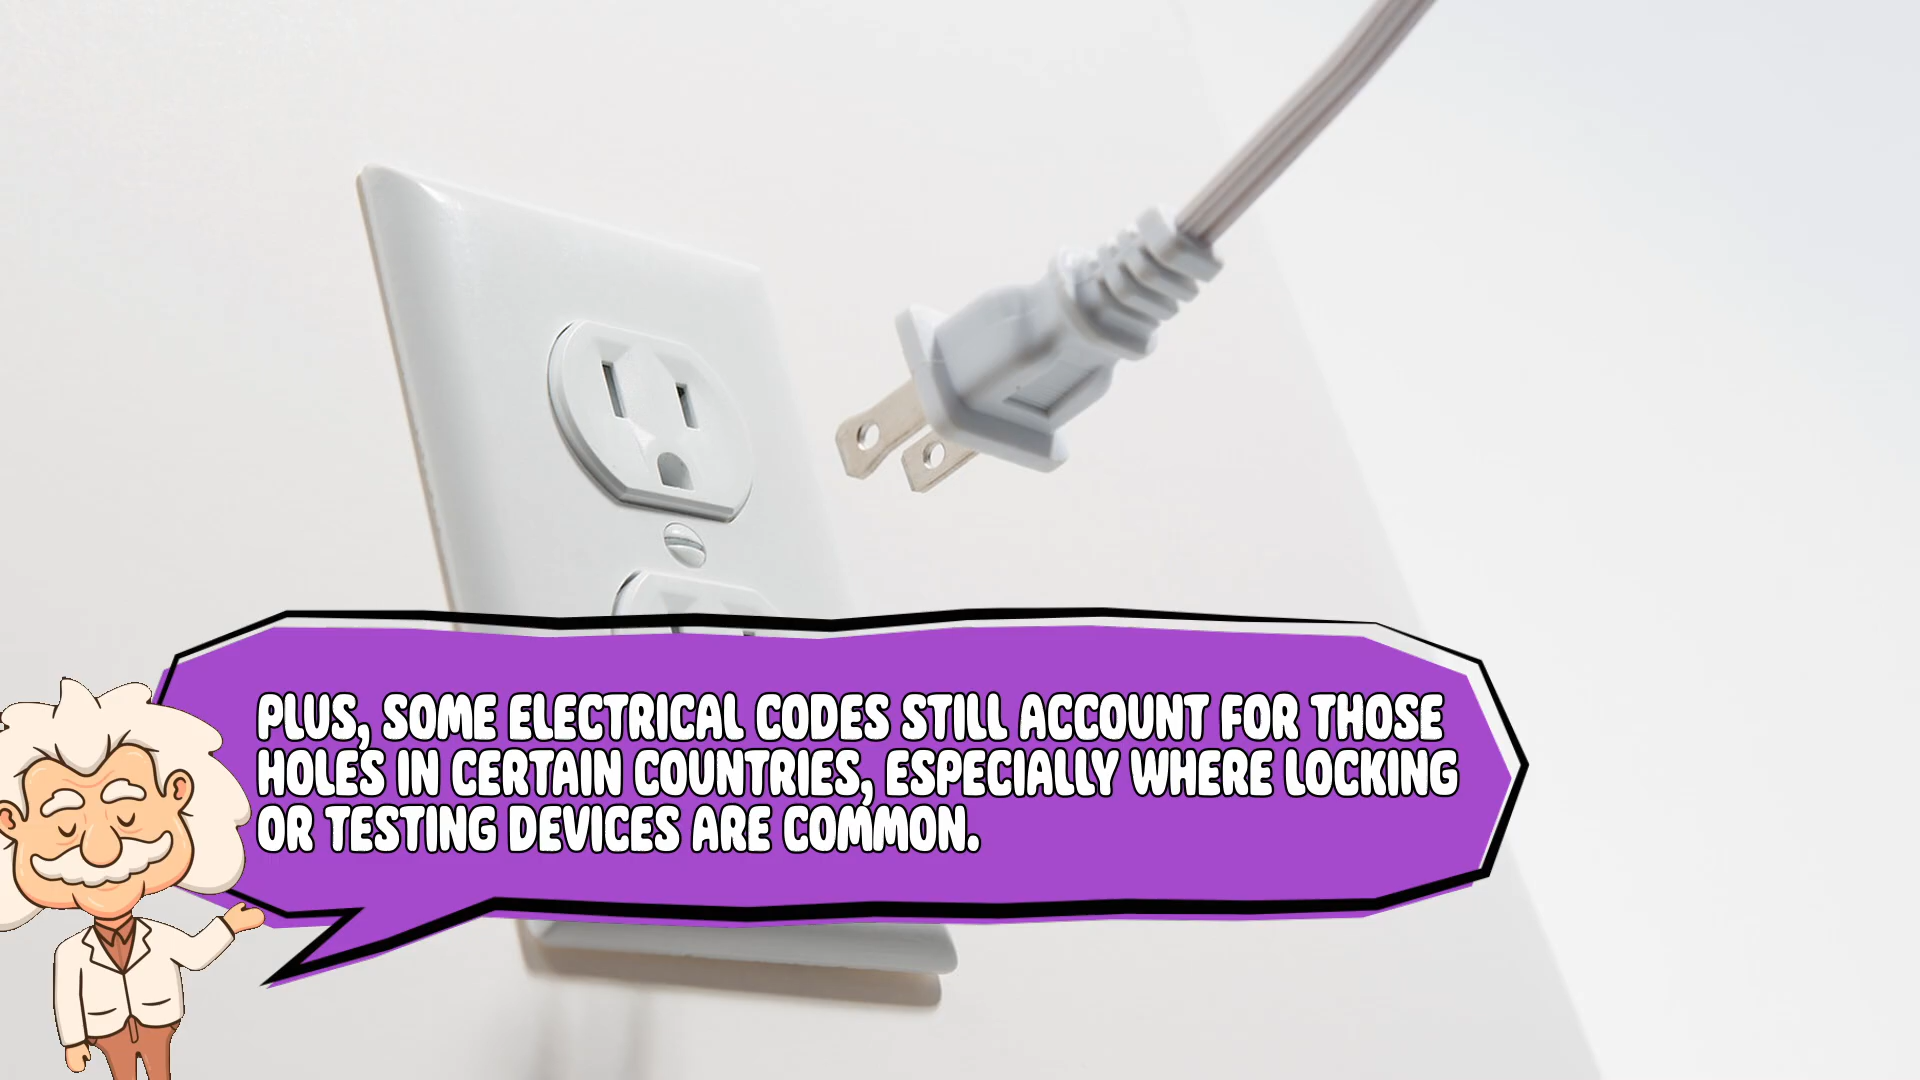 PLUS, SOME ELECTRICAL CODES STILL ACCOUNT FOR THOSE
HOLES IN CERTAIN COUNTRIES, ESPECIALLY WHERE LOCKING
OR TESTING DEVICES ARE COMMON.